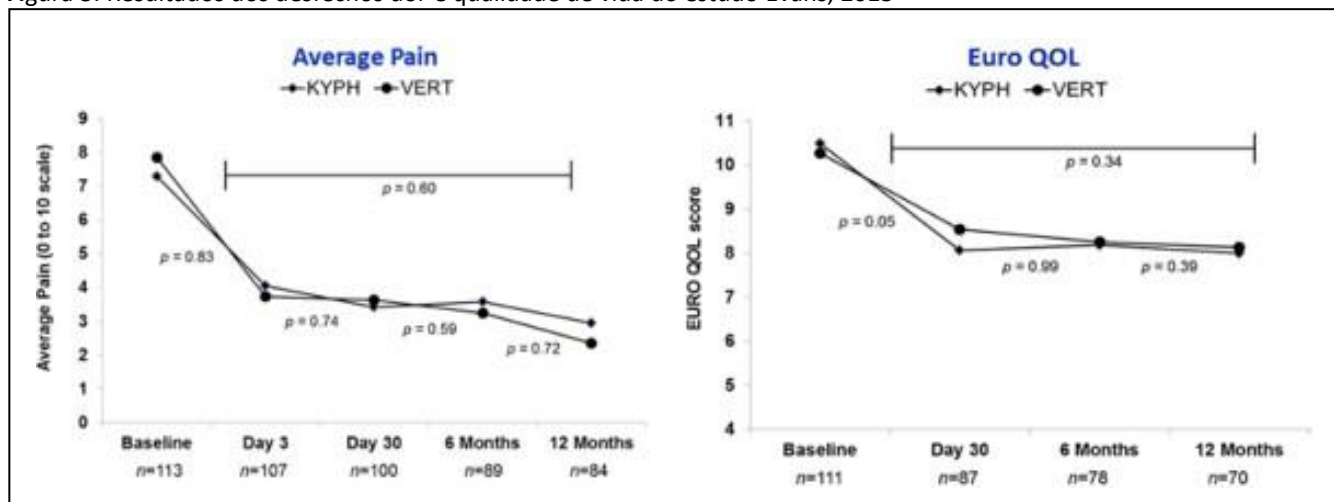 Average Pain
KYPH VERT
Average Pain (0 to 10 scale)
9
8
7
6
5
4
3
2
1
0
p = 0.60
p = 0.83
p = 0.74
p = 0.59
p = 0.72
Baseline Day 3 Day 30 6 Months 12 Months
n=113 n=107 n=100 n=89 n=84
Euro QOL
KYPH VERT
EURO QOL score
11
10
9
8
7
6
5
4
p = 0.34
p = 0.05
p = 0.99
p = 0.39
Baseline Day 30 6 Months 12 Months
n=111 n=87 n=78 n=70